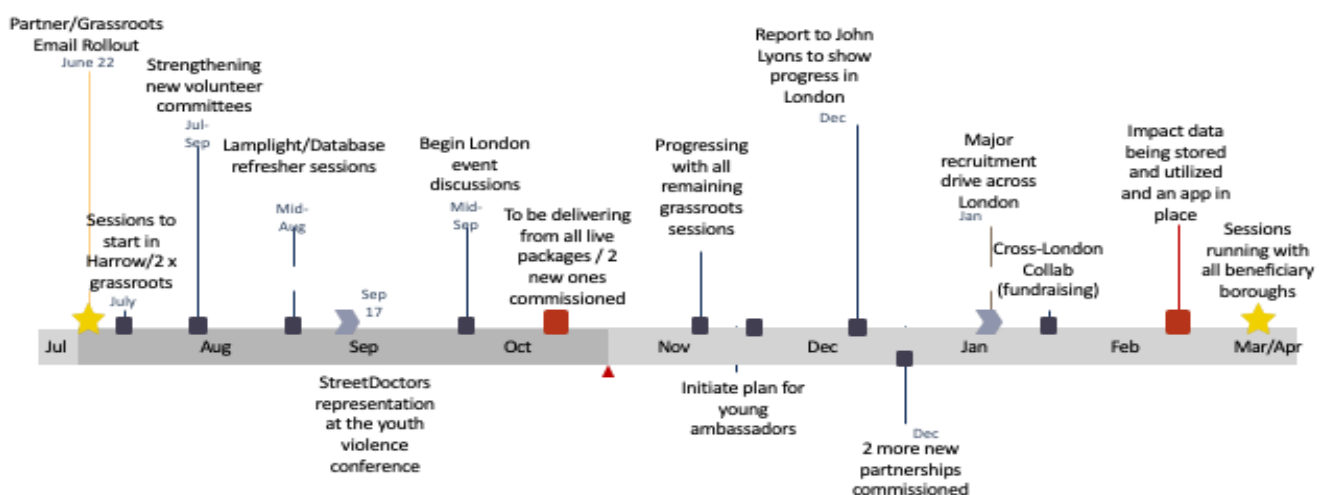 Partner/Grassroots
Email Rollout
June 22
Strengthening
new volunteer
committees
Jul-
Sep
Sessions to
start in
Harrow/2 x
grassroots
July
Lamplight/Database
refresher sessions
Mid-
Aug
Sep
17
Begin London
event
discussions
Mid-
Sep
To be delivering
from all live
packages / 2
new ones
commissioned
Progressing
with all
remaining
grassroots
sessions
Report to John
Lyons to show
progress in
London
Dec
Major
recruitment
drive across
London
Jan
Cross-London
Collab
(fundraising)
Impact data
being stored
and utilized
and an app in
place
Sessions
running with
all beneficiary
boroughs
Jul
Aug
Sep
Oct
Nov
Dec
Jan
Feb
Mar/Apr
StreetDoctors
representation
at the youth
violence
conference
Initiate plan for
young
ambassadors
Dec
2 more new
partnerships
commissioned